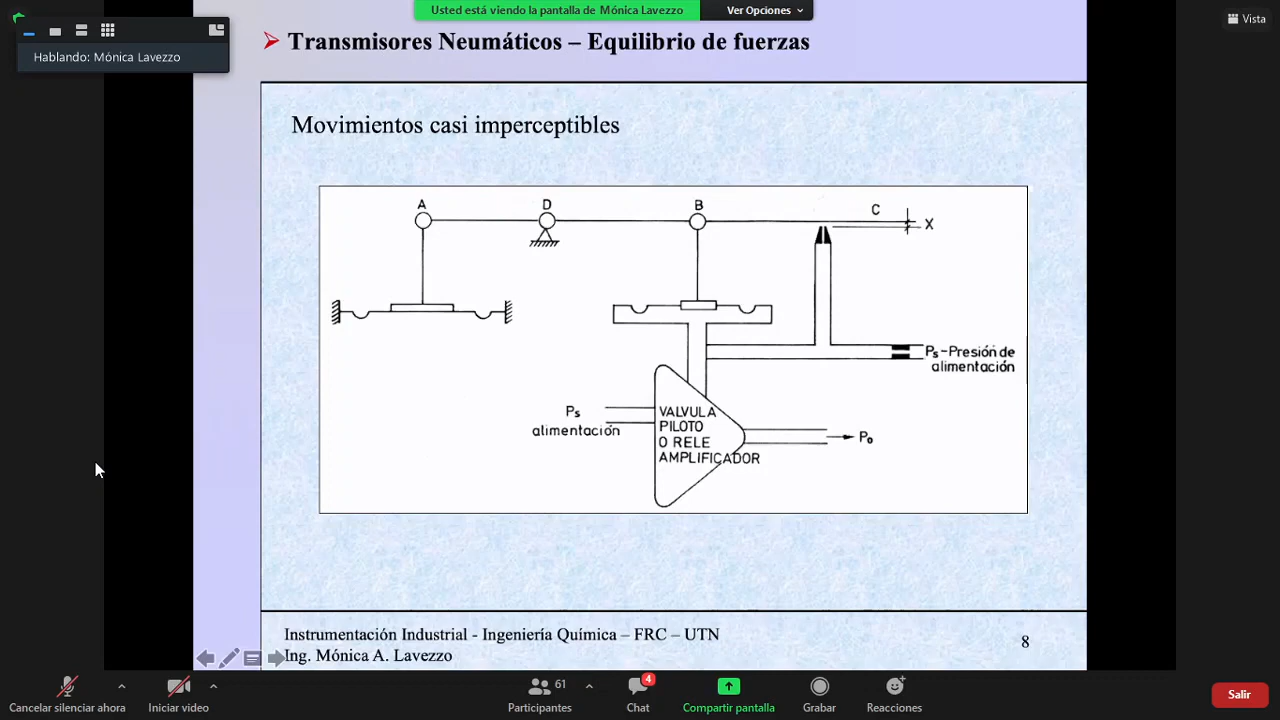 Usted está viendo la pantalla de Mónica Lavezzo
Ver Opciones
Vista
Hablando: Mónica Lavezzo
Transmisores Neumáticos – Equilibrio de fuerzas
Movimientos casi imperceptibles
A
D
B
C
X
Ps-Presión de
alimentación
Ps
alimentación
VALVULA
PILOTO
O RELE
AMPLIFICADOR
Po
Instrumentación Industrial - Ingeniería Química – FRC – UTN
Ing. Mónica A. Lavezzo
8
Cancelar silenciar ahora
Iniciar video
61
Participantes
4
Chat
Compartir pantalla
Grabar
Reacciones
Salir